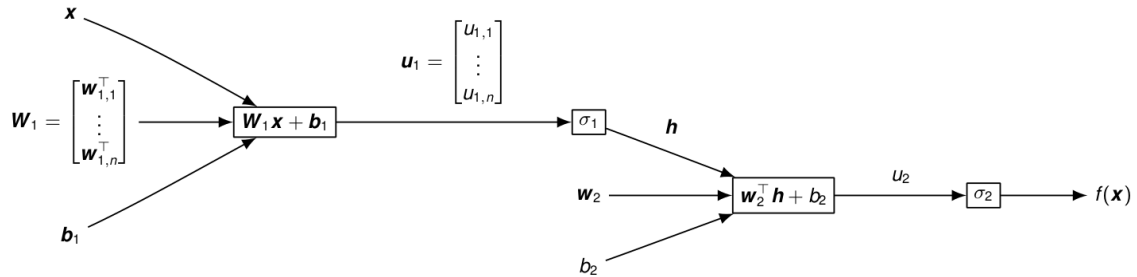 x
W₁ = [w₁,₁ᵀ ⋮ w₁,ₙᵀ]
b₁
W₁x + b₁
u₁ = [u₁,₁ ⋮ u₁,ₙ]
σ₁
h
w₂
b₂
w₂ᵀh + b₂
u₂
σ₂
f(x)